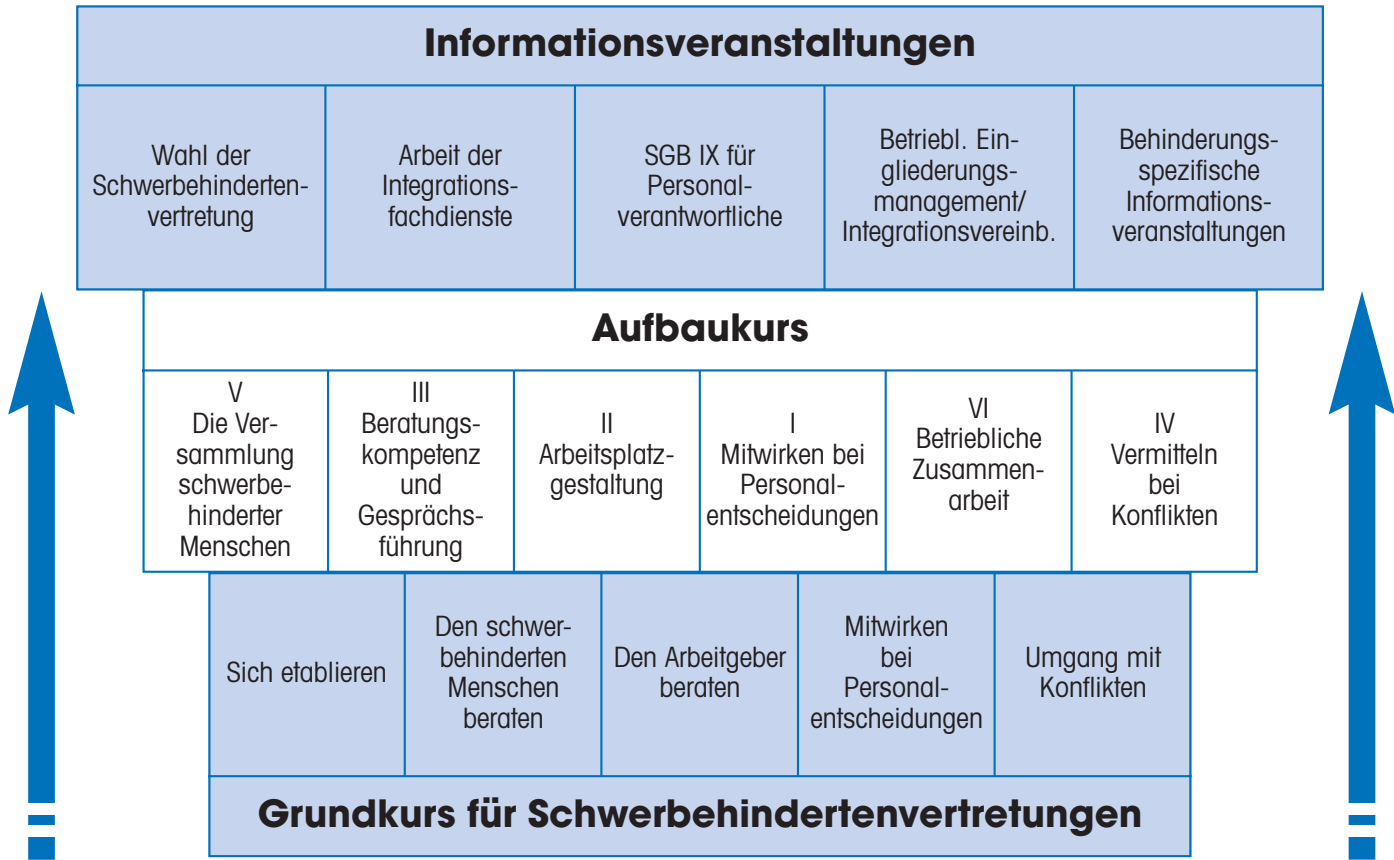 Informationsveranstaltungen
Wahl der
Schwerbehinderten-
vertretung
Arbeit der
Integrations-
fachdienste
SGB IX für
Personal-
verantwortliche
Betriebl. Ein-
gliederungs-
management/
Integrationsvereinb.
Behinderungs-
spezifische
Informations-
veranstaltungen
Aufbaukurs
V
Die Ver-
sammlung
schwerbe-
hinderter
Menschen
III
Beratungs-
kompetenz
und
Gesprächs-
führung
II
Arbeitsplatz-
gestaltung
I
Mitwirken bei
Personal-
entscheidungen
VI
Betriebliche
Zusammen-
arbeit
IV
Vermitteln
bei
Konflikten
Sich etablieren
Den schwer-
behinderten
Menschen
beraten
Den Arbeitgeber
beraten
Mitwirken
bei
Personal-
entscheidungen
Umgang mit
Konflikten
Grundkurs für Schwerbehindertenvertretungen